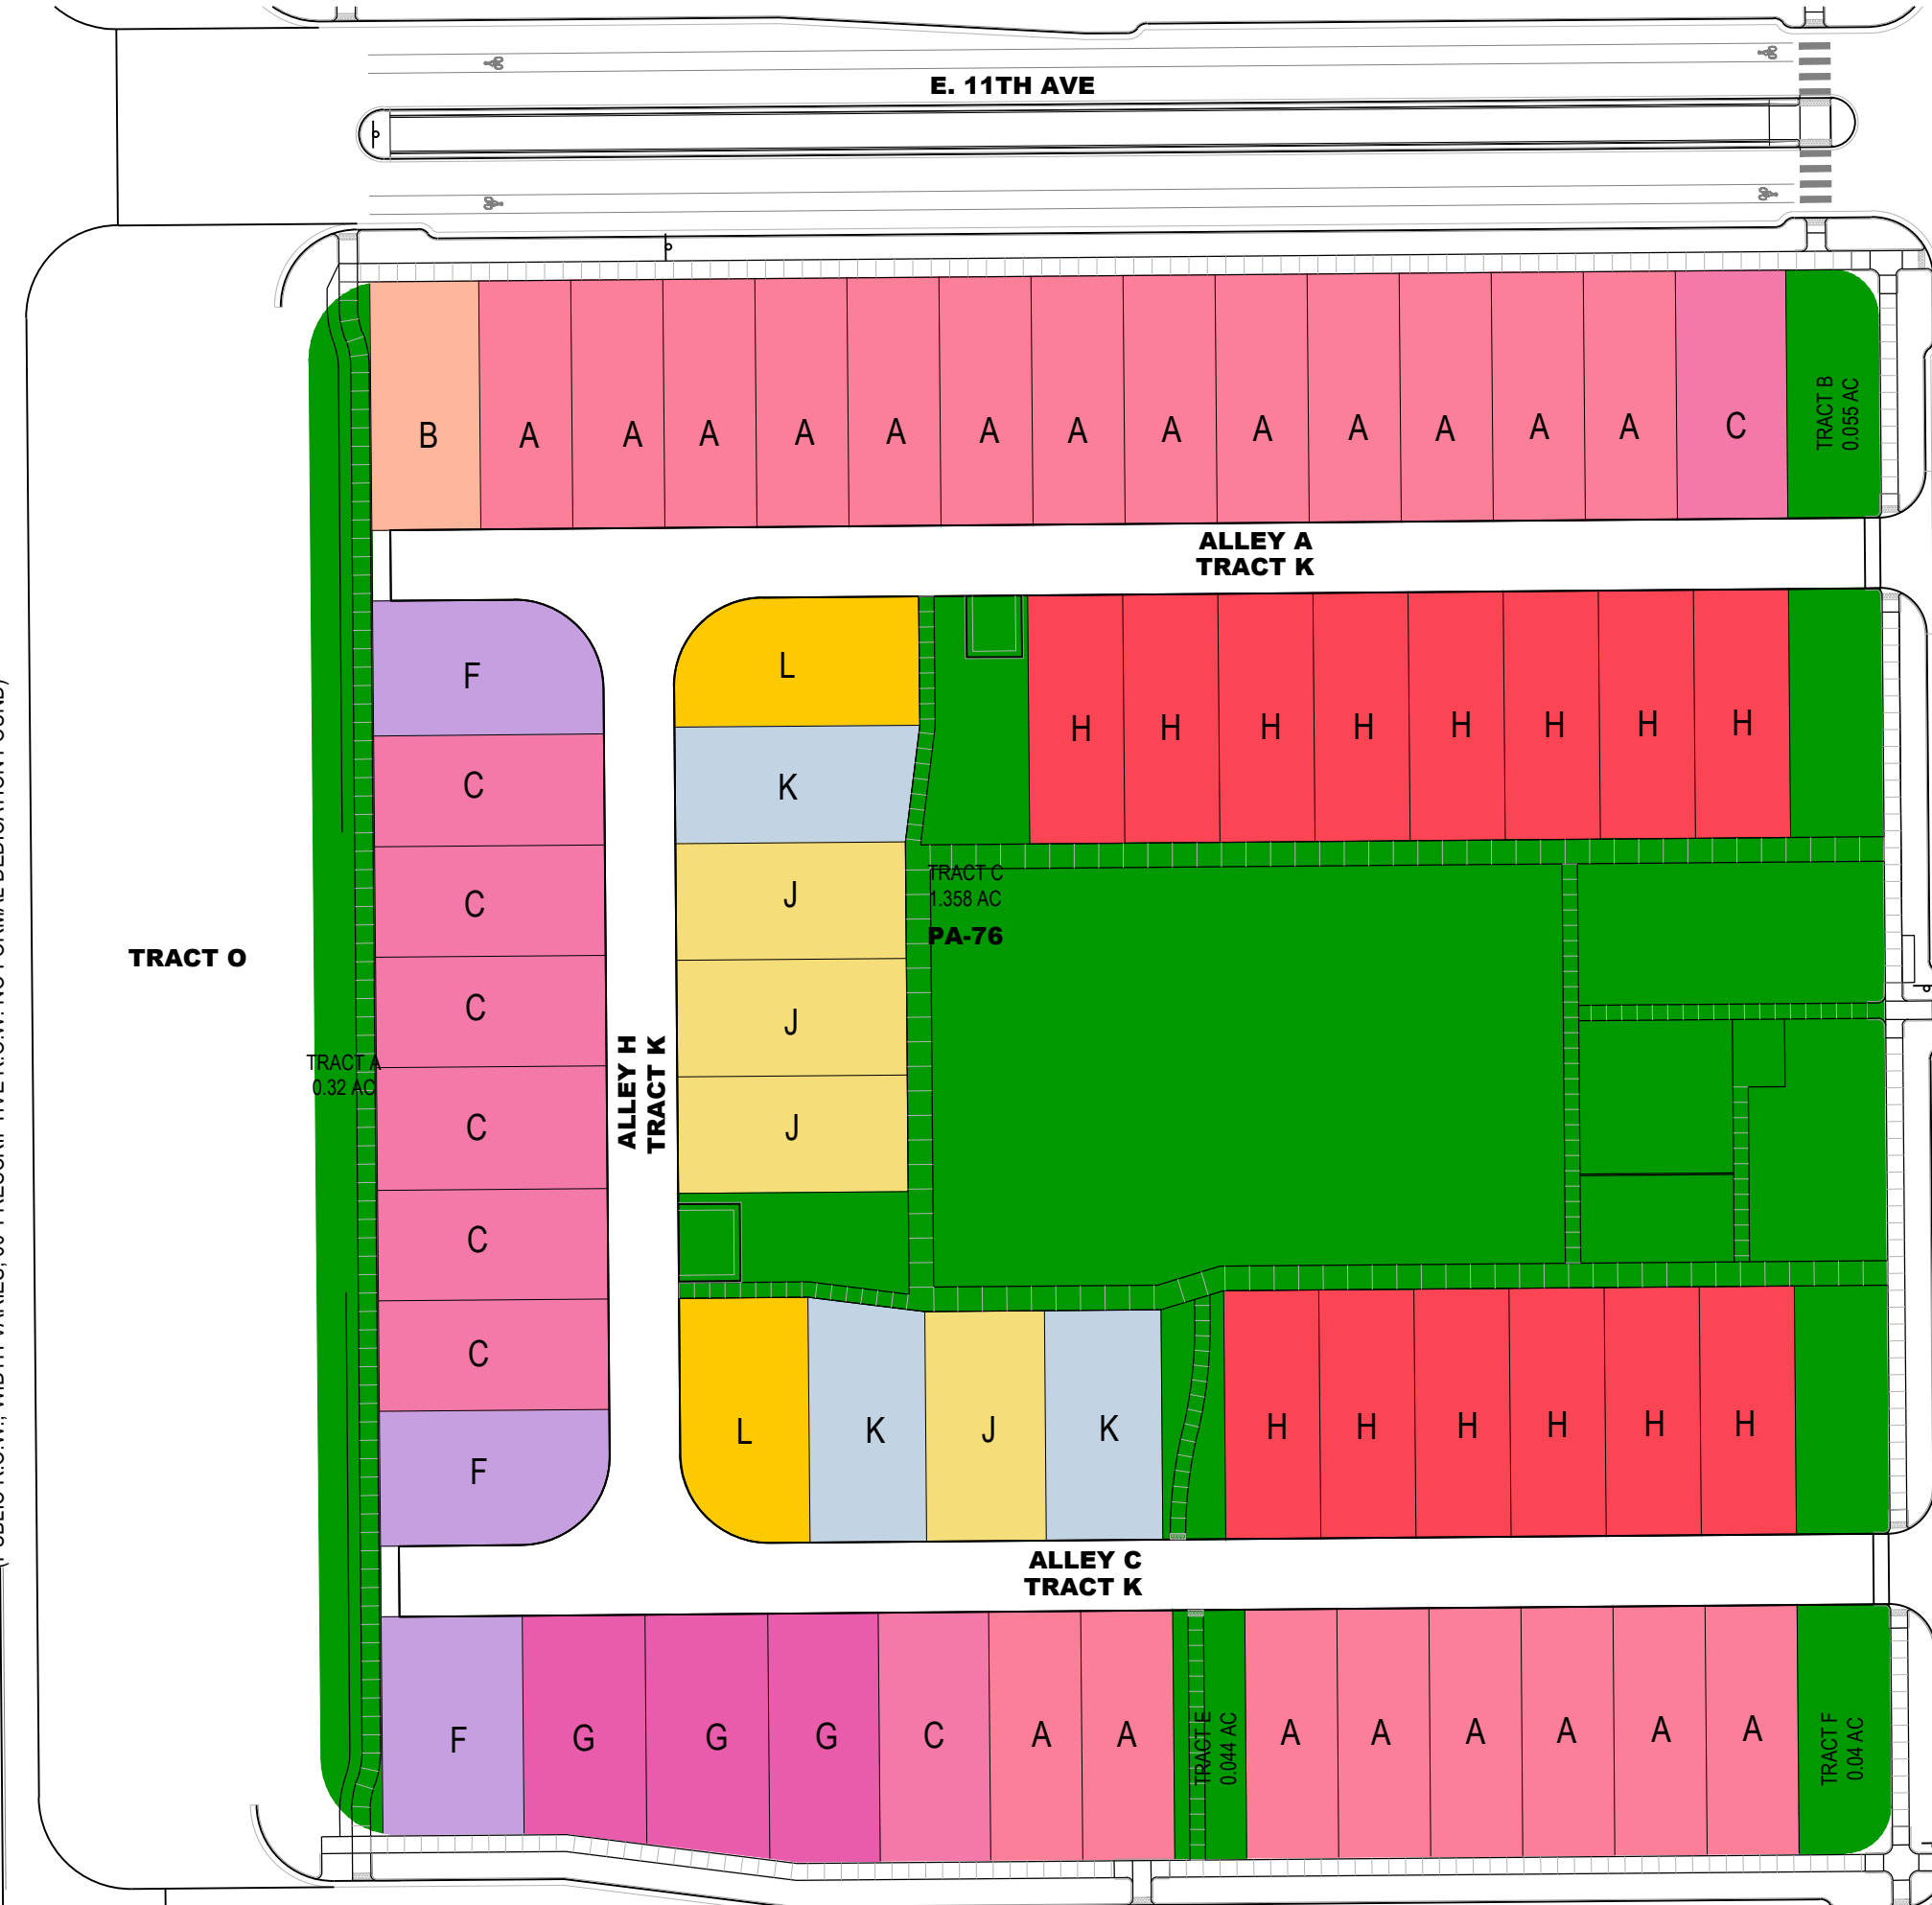 E. 11TH AVE
B A A A A A A A A A A A A A C
TRACT B
0.055 AC
ALLEY A
TRACT K
F
L
H H H H H H H H
C
K
C
J
TRACT C
1.358 AC
PA-76
TRACT O
C
J
TRACT A
0.32 AC
ALLEY H
TRACT K
C
J
C
C
L K J K
H H H H H H
F
ALLEY C
TRACT K
F G G G C A A
TRACT E
0.044 AC
A A A A A A
TRACT F
0.04 AC